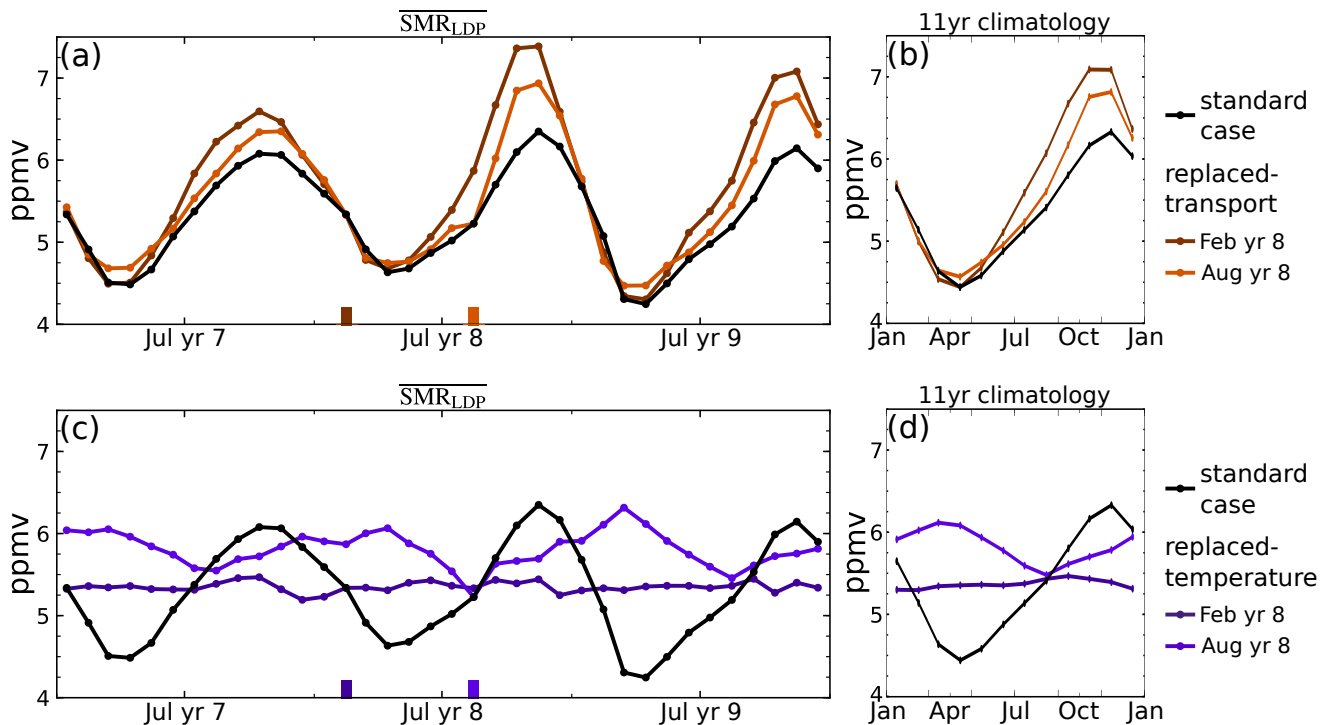 SMR_LDP
11yr climatology
(a)
ppmv
7
6
5
4
Jul yr 7
Jul yr 8
Jul yr 9
(b)
ppmv
7
6
5
4
Jan
Apr
Jul
Oct
Jan
standard
case
replaced-
transport
Feb yr 8
Aug yr 8
SMR_LDP
11yr climatology
(c)
ppmv
7
6
5
4
Jul yr 7
Jul yr 8
Jul yr 9
(d)
ppmv
7
6
5
4
Jan
Apr
Jul
Oct
Jan
standard
case
replaced-
temperature
Feb yr 8
Aug yr 8